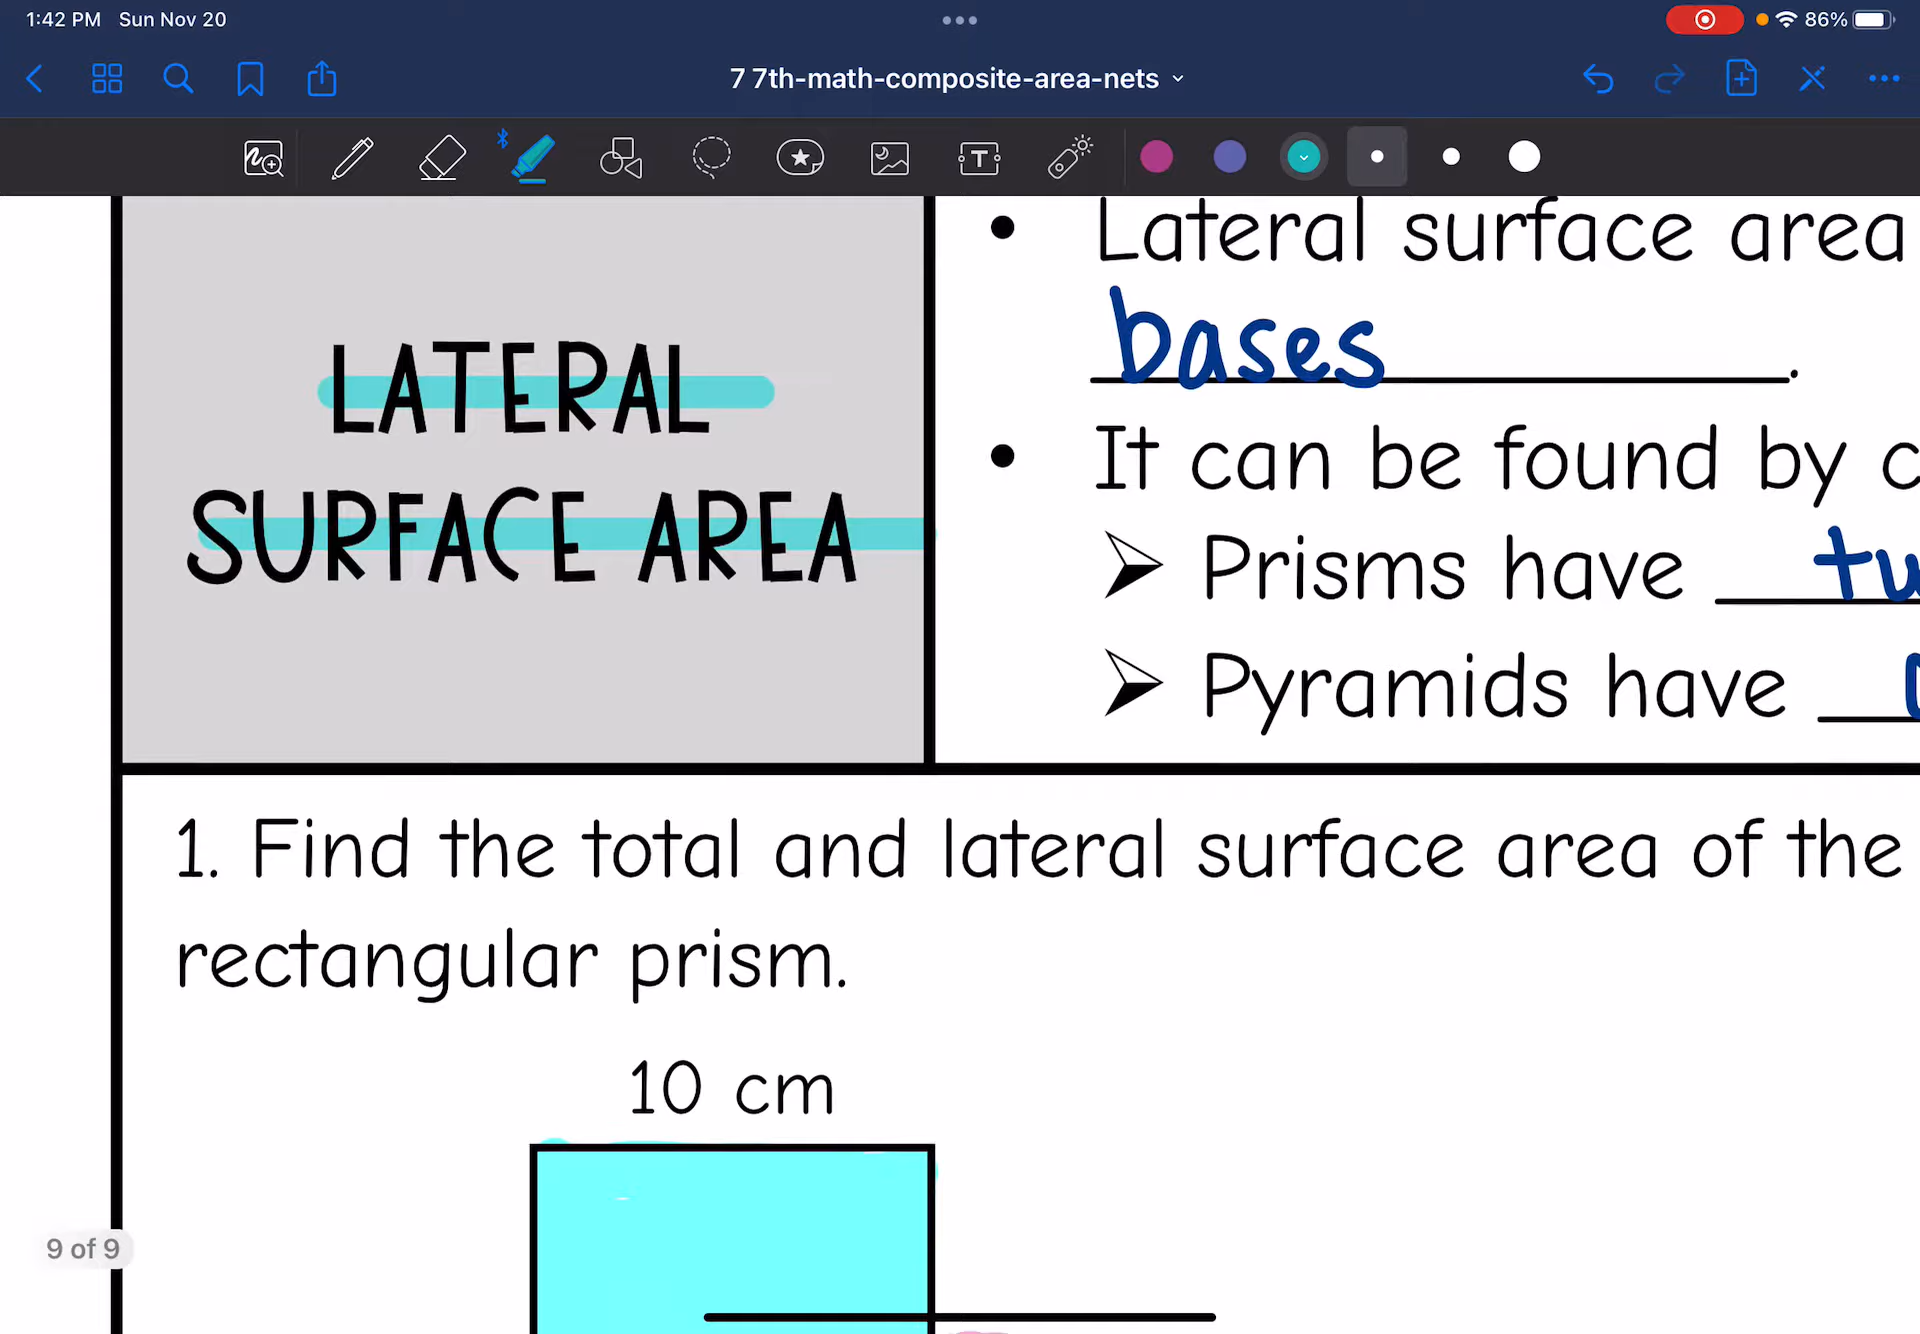 1:42 PM Sun Nov 20
86%
7 7th-math-composite-area-nets
LATERAL
SURFACE AREA
• Lateral surface area
bases.
• It can be found by c
➢ Prisms have
➢ Pyramids have
1. Find the total and lateral surface area of the
rectangular prism.
10 cm
9 of 9